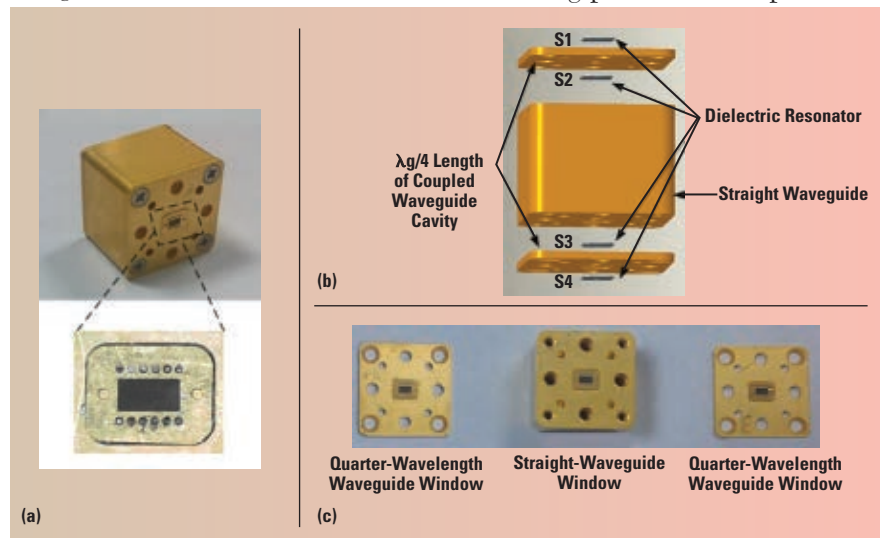 S1
S2
Dielectric Resonator
λg/4 Length
of Coupled
Waveguide
Cavity
Straight Waveguide
S3
S4
(b)
Quarter-Wavelength
Waveguide Window
Straight-Waveguide
Window
Quarter-Wavelength
Waveguide Window
(a)
(c)